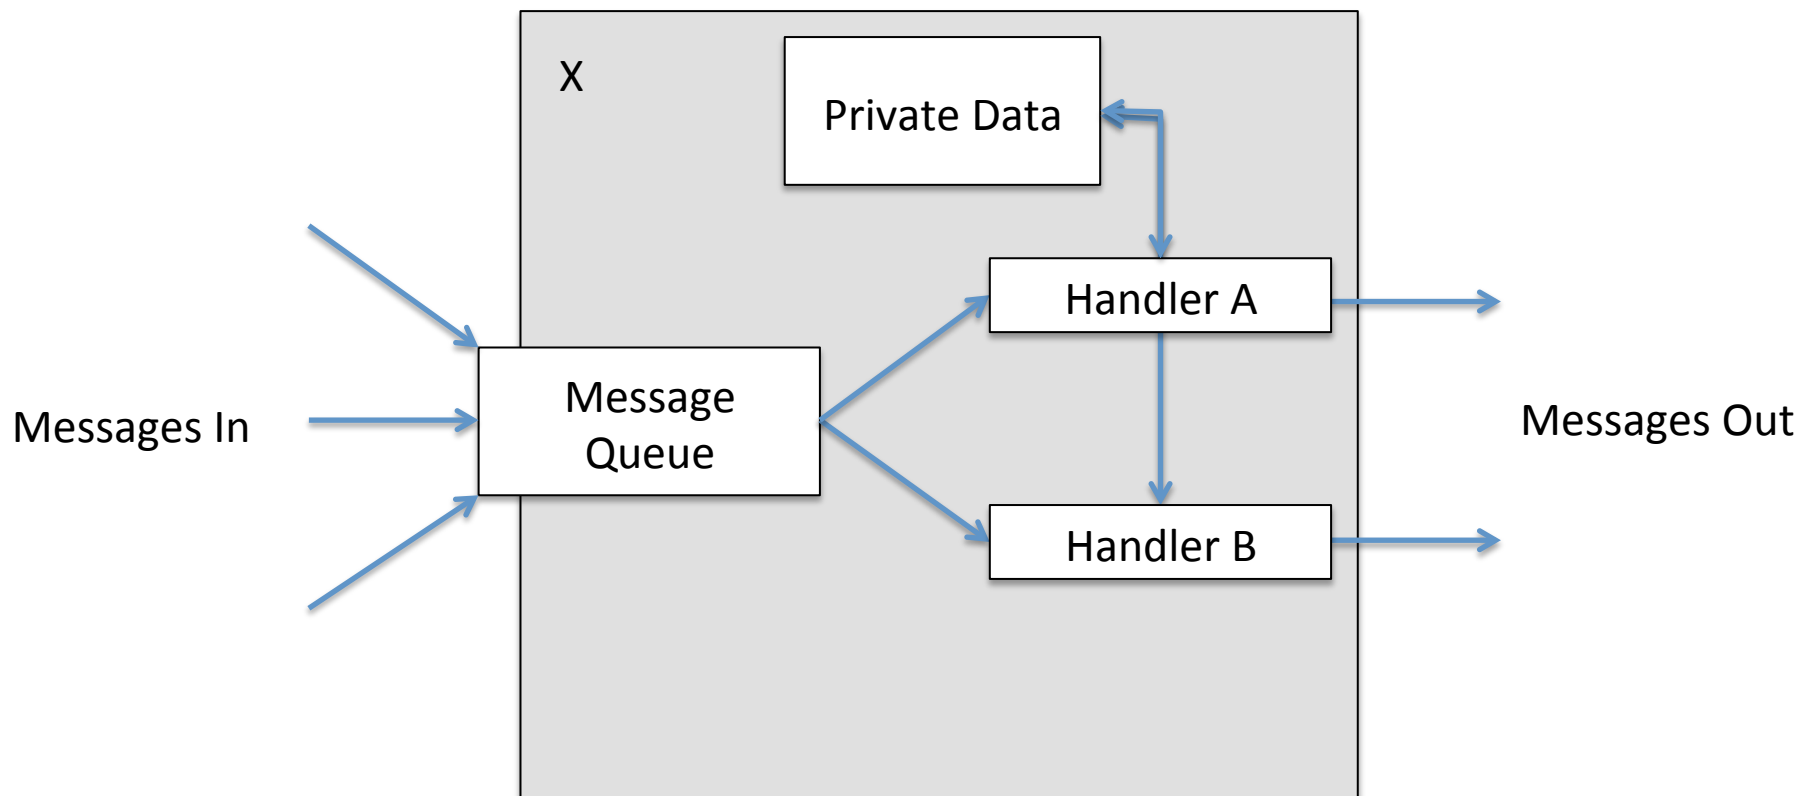 X
Private Data
Handler A
Message
Queue
Messages In
Messages Out
Handler B